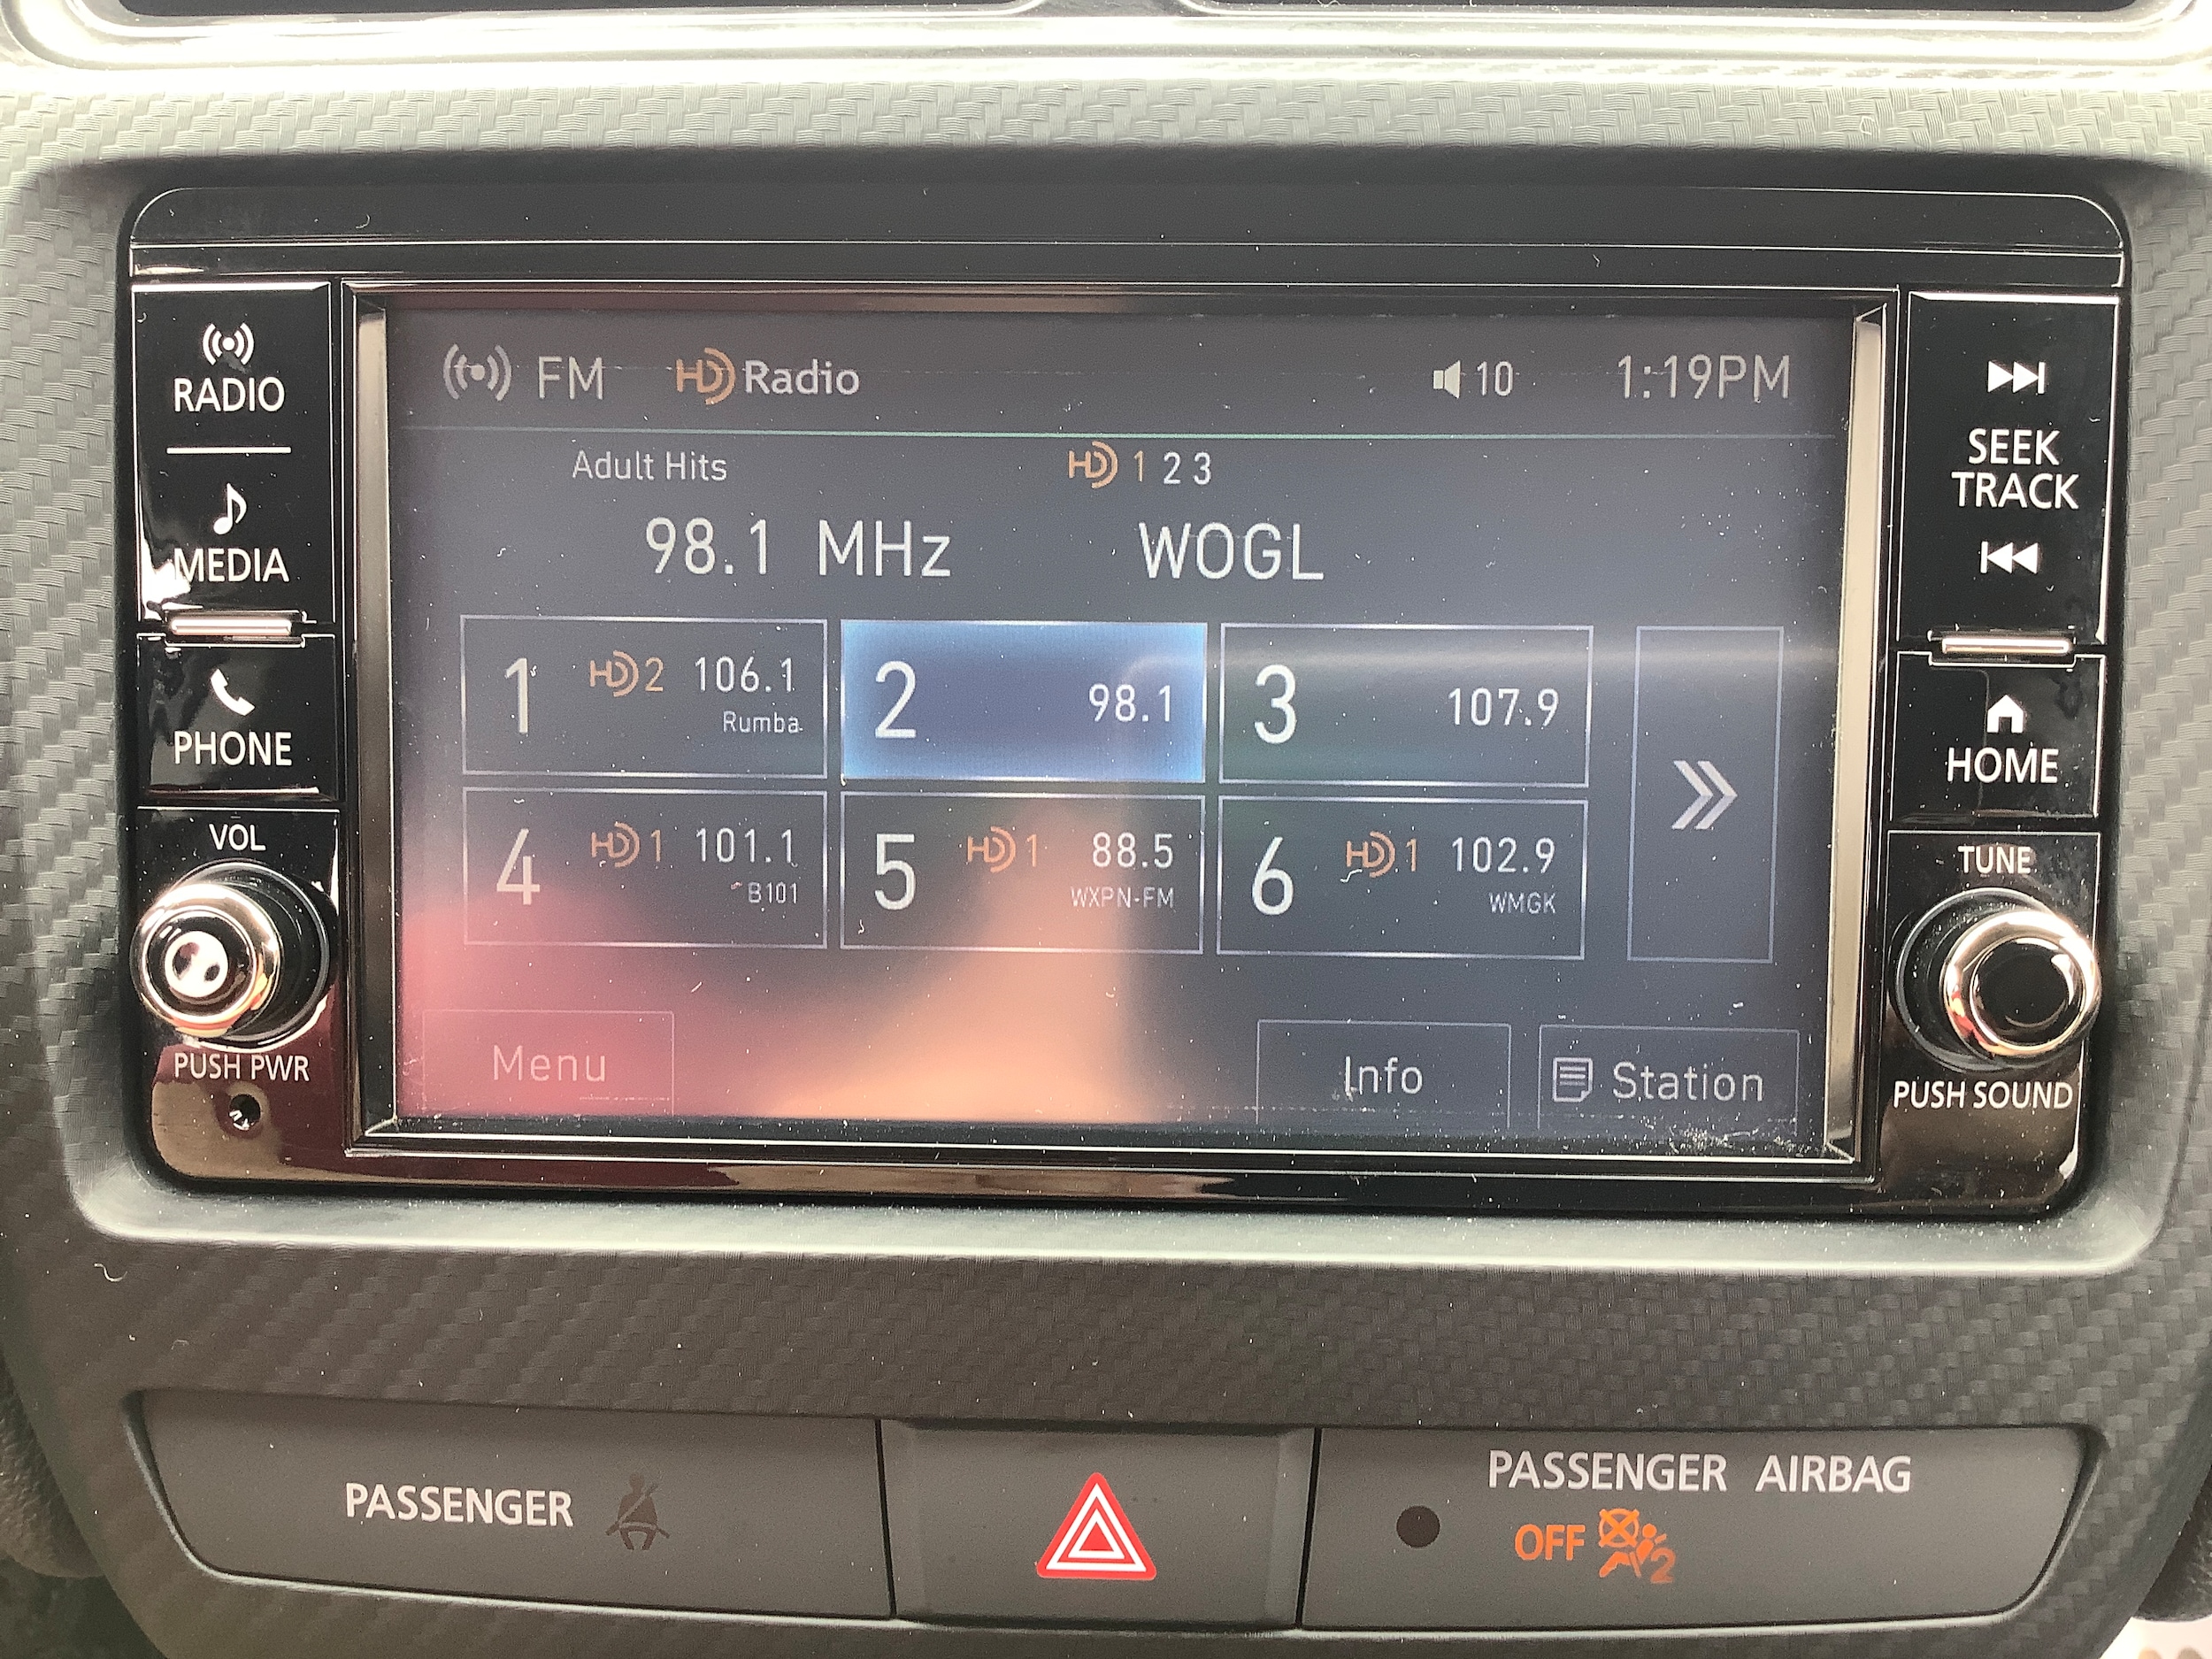 RADIO
MEDIA
PHONE
VOL
PUSH PWR
FM HD Radio 10 1:19PM
Adult Hits HD 1 2 3
98.1 MHz WOGL
1 HD 2 106.1
Rumba
2 98.1
3 107.9
4 HD 1 101.1
B101
5 HD 1 88.5
WXPN-FM
6 HD 1 102.9
WMGK
Menu Info Station
SEEK
TRACK
HOME
TUNE
PUSH SOUND
PASSENGER
PASSENGER AIRBAG
OFF 2